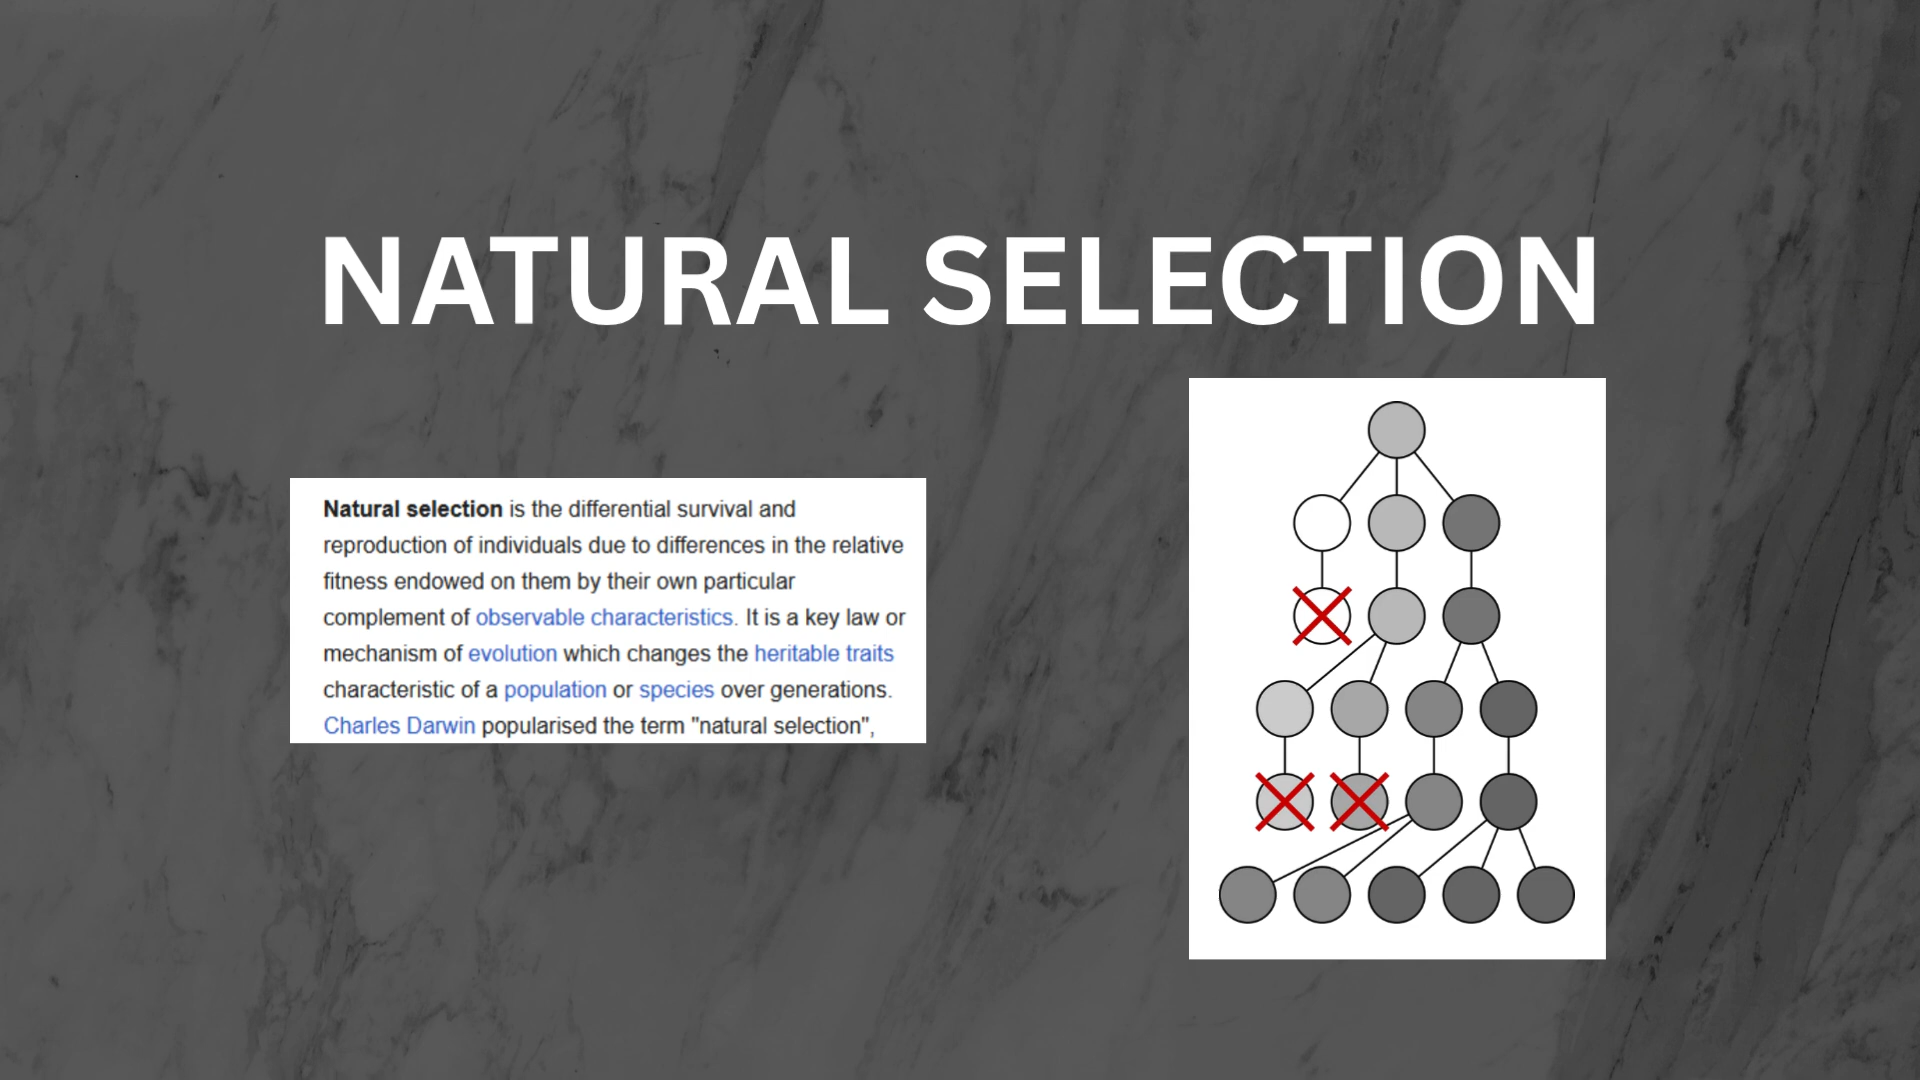 NATURAL SELECTION
Natural selection is the differential survival and
reproduction of individuals due to differences in the relative
fitness endowed on them by their own particular
complement of observable characteristics. It is a key law or
mechanism of evolution which changes the heritable traits
characteristic of a population or species over generations.
Charles Darwin popularised the term "natural selection",